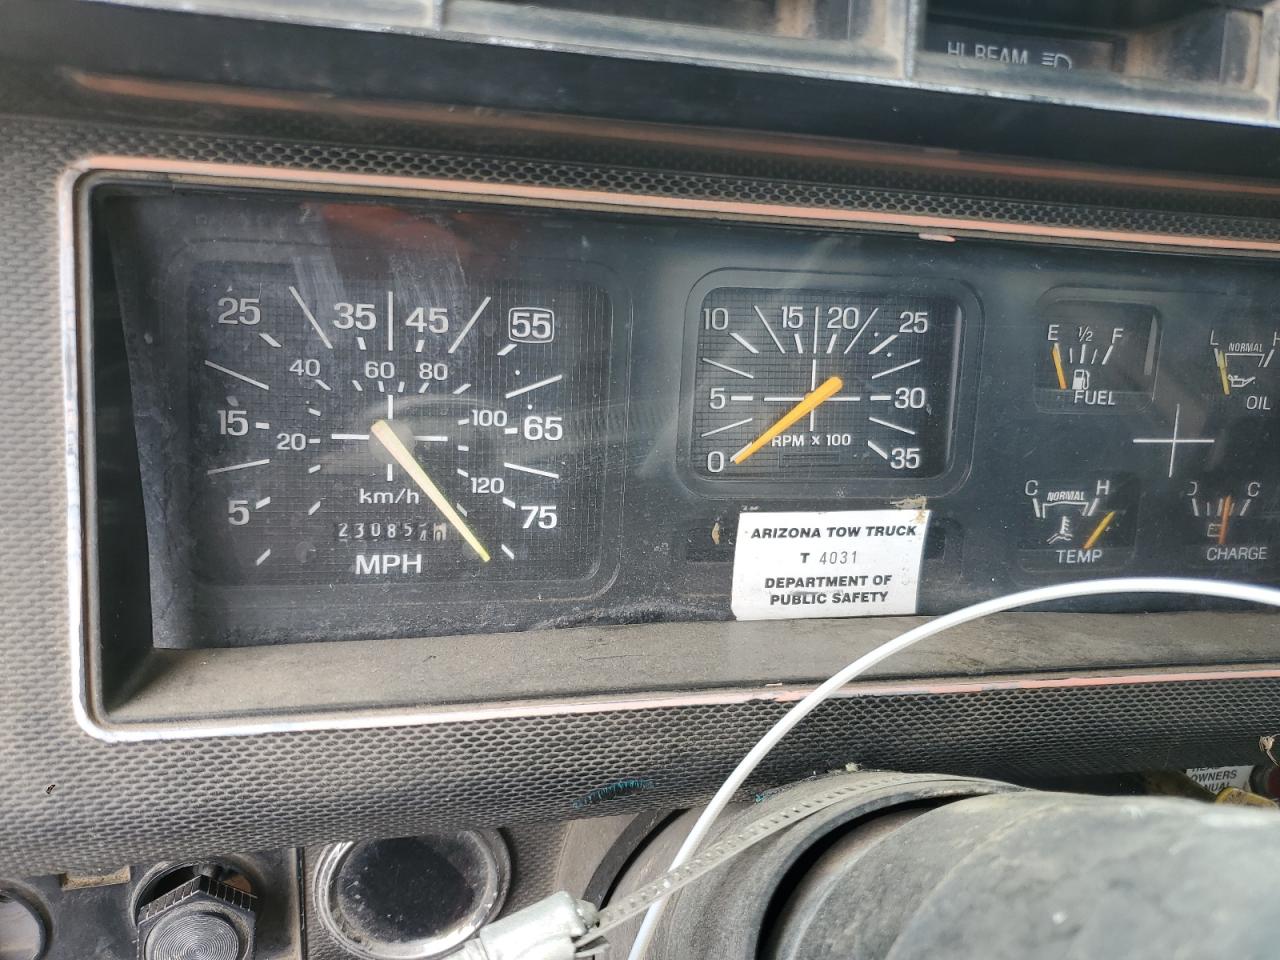 HI BEAM
25 35 45 55
40 60 80
15 20 100 65
km/h 120
5 75
MPH
10 15 20 25
5 30
RPM x 100
0 35
E 1/2 F
FUEL
L NORMAL H
OIL
C NORMAL H
TEMP
C
CHARGE
ARIZONA TOW TRUCK
T 4031
DEPARTMENT OF
PUBLIC SAFETY
OWNERS